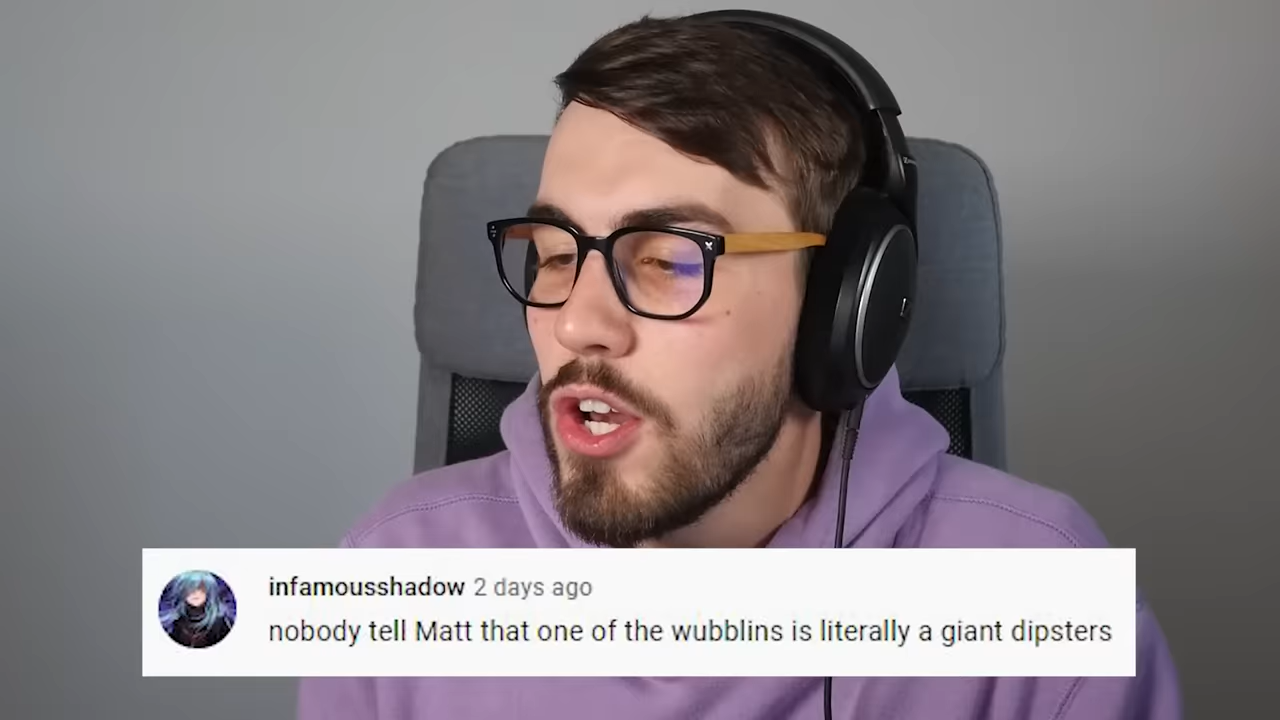 infamousshadow 2 days ago
nobody tell Matt that one of the wubblins is literally a giant dipsters